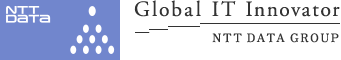 NTT
DATA
Global IT Innovator
NTT DATA GROUP